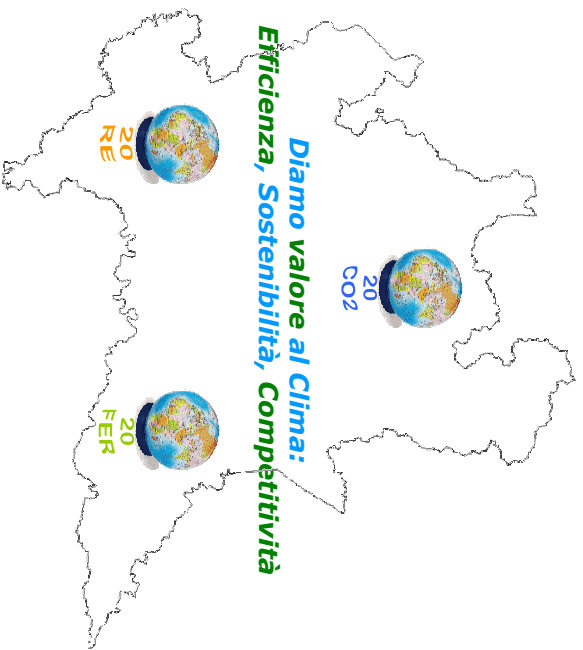 Diamo valore al Clima:
Efficienza, Sostenibilità, Competitività
20
CO2
20
RE
20
FER